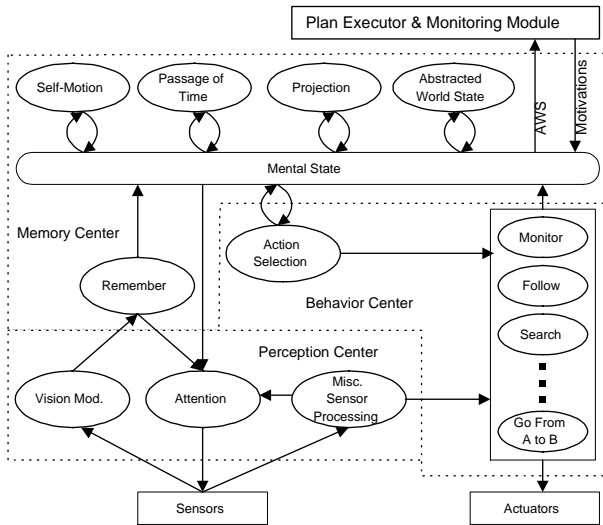 Plan Executor & Monitoring Module
Self-Motion
Passage of
Time
Projection
Abstracted
World State
AWS
Motivations
Mental State
Memory Center
Action
Selection
Monitor
Remember
Behavior Center
Follow
Search
Perception Center
Vision Mod.
Attention
Misc.
Sensor
Processing
Go From
A to B
Sensors
Actuators